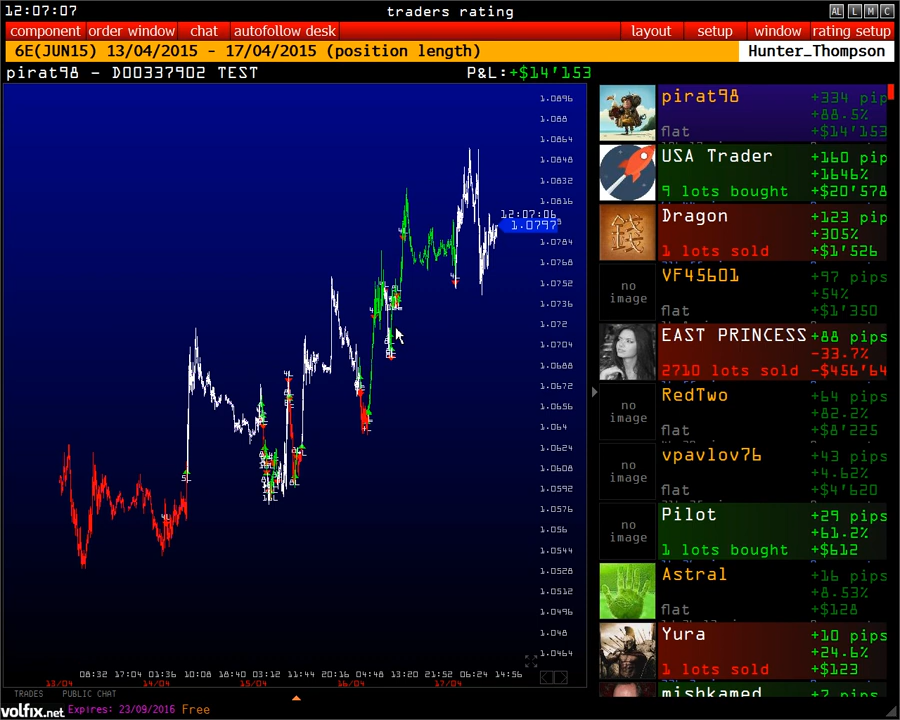 12:07:07
traders rating
AL L M C
component order window chat autofollow desk layout setup window rating setup
6E(JUN15) 13/04/2015 - 17/04/2015 (position length)
Hunter_Thompson
pirat98 - D00337902 TEST
P&L:+$14'153
1.0896
1.088
1.0864
1.0848
1.0832
1.0816
12:07:06
1.0797
1.0784
1.0768
1.0752
1.0736
1.072
1.0704
1.0688
1.0672
1.0656
1.064
1.0624
1.0608
1.0592
1.0576
1.056
1.0544
1.0528
1.0512
1.0496
1.048
1.0464
08:32 17:04 01:36 10:08 18:40 03:12 11:44 20:16 04:48 13:20 21:52 06:24 14:56
13/04 14/04 15/04 16/04 17/04
pirat98
+334 pip
+88.5%
flat
+$14'153
USA Trader
+160 pip
+1646%
9 lots bought
+$20'578
Dragon
+123 pip
+305%
1 lots sold
+$1'526
no image
VF45601
+97 pips
+54%
flat
+$1'350
EAST PRINCESS
+88 pips
-33.7%
2710 lots sold
-$456'64
no image
RedTwo
+64 pips
+82.2%
flat
+$8'225
no image
vpavlov76
+43 pips
+4.62%
flat
+$4'620
no image
Pilot
+29 pips
+61.2%
1 lots bought
+$612
Astral
+16 pips
+8.53%
flat
+$128
Yura
+10 pips
+24.6%
1 lots sold
+$123
mishkamed
+7 pips
TRADES PUBLIC CHAT
volfix.net Expires: 23/09/2016 Free